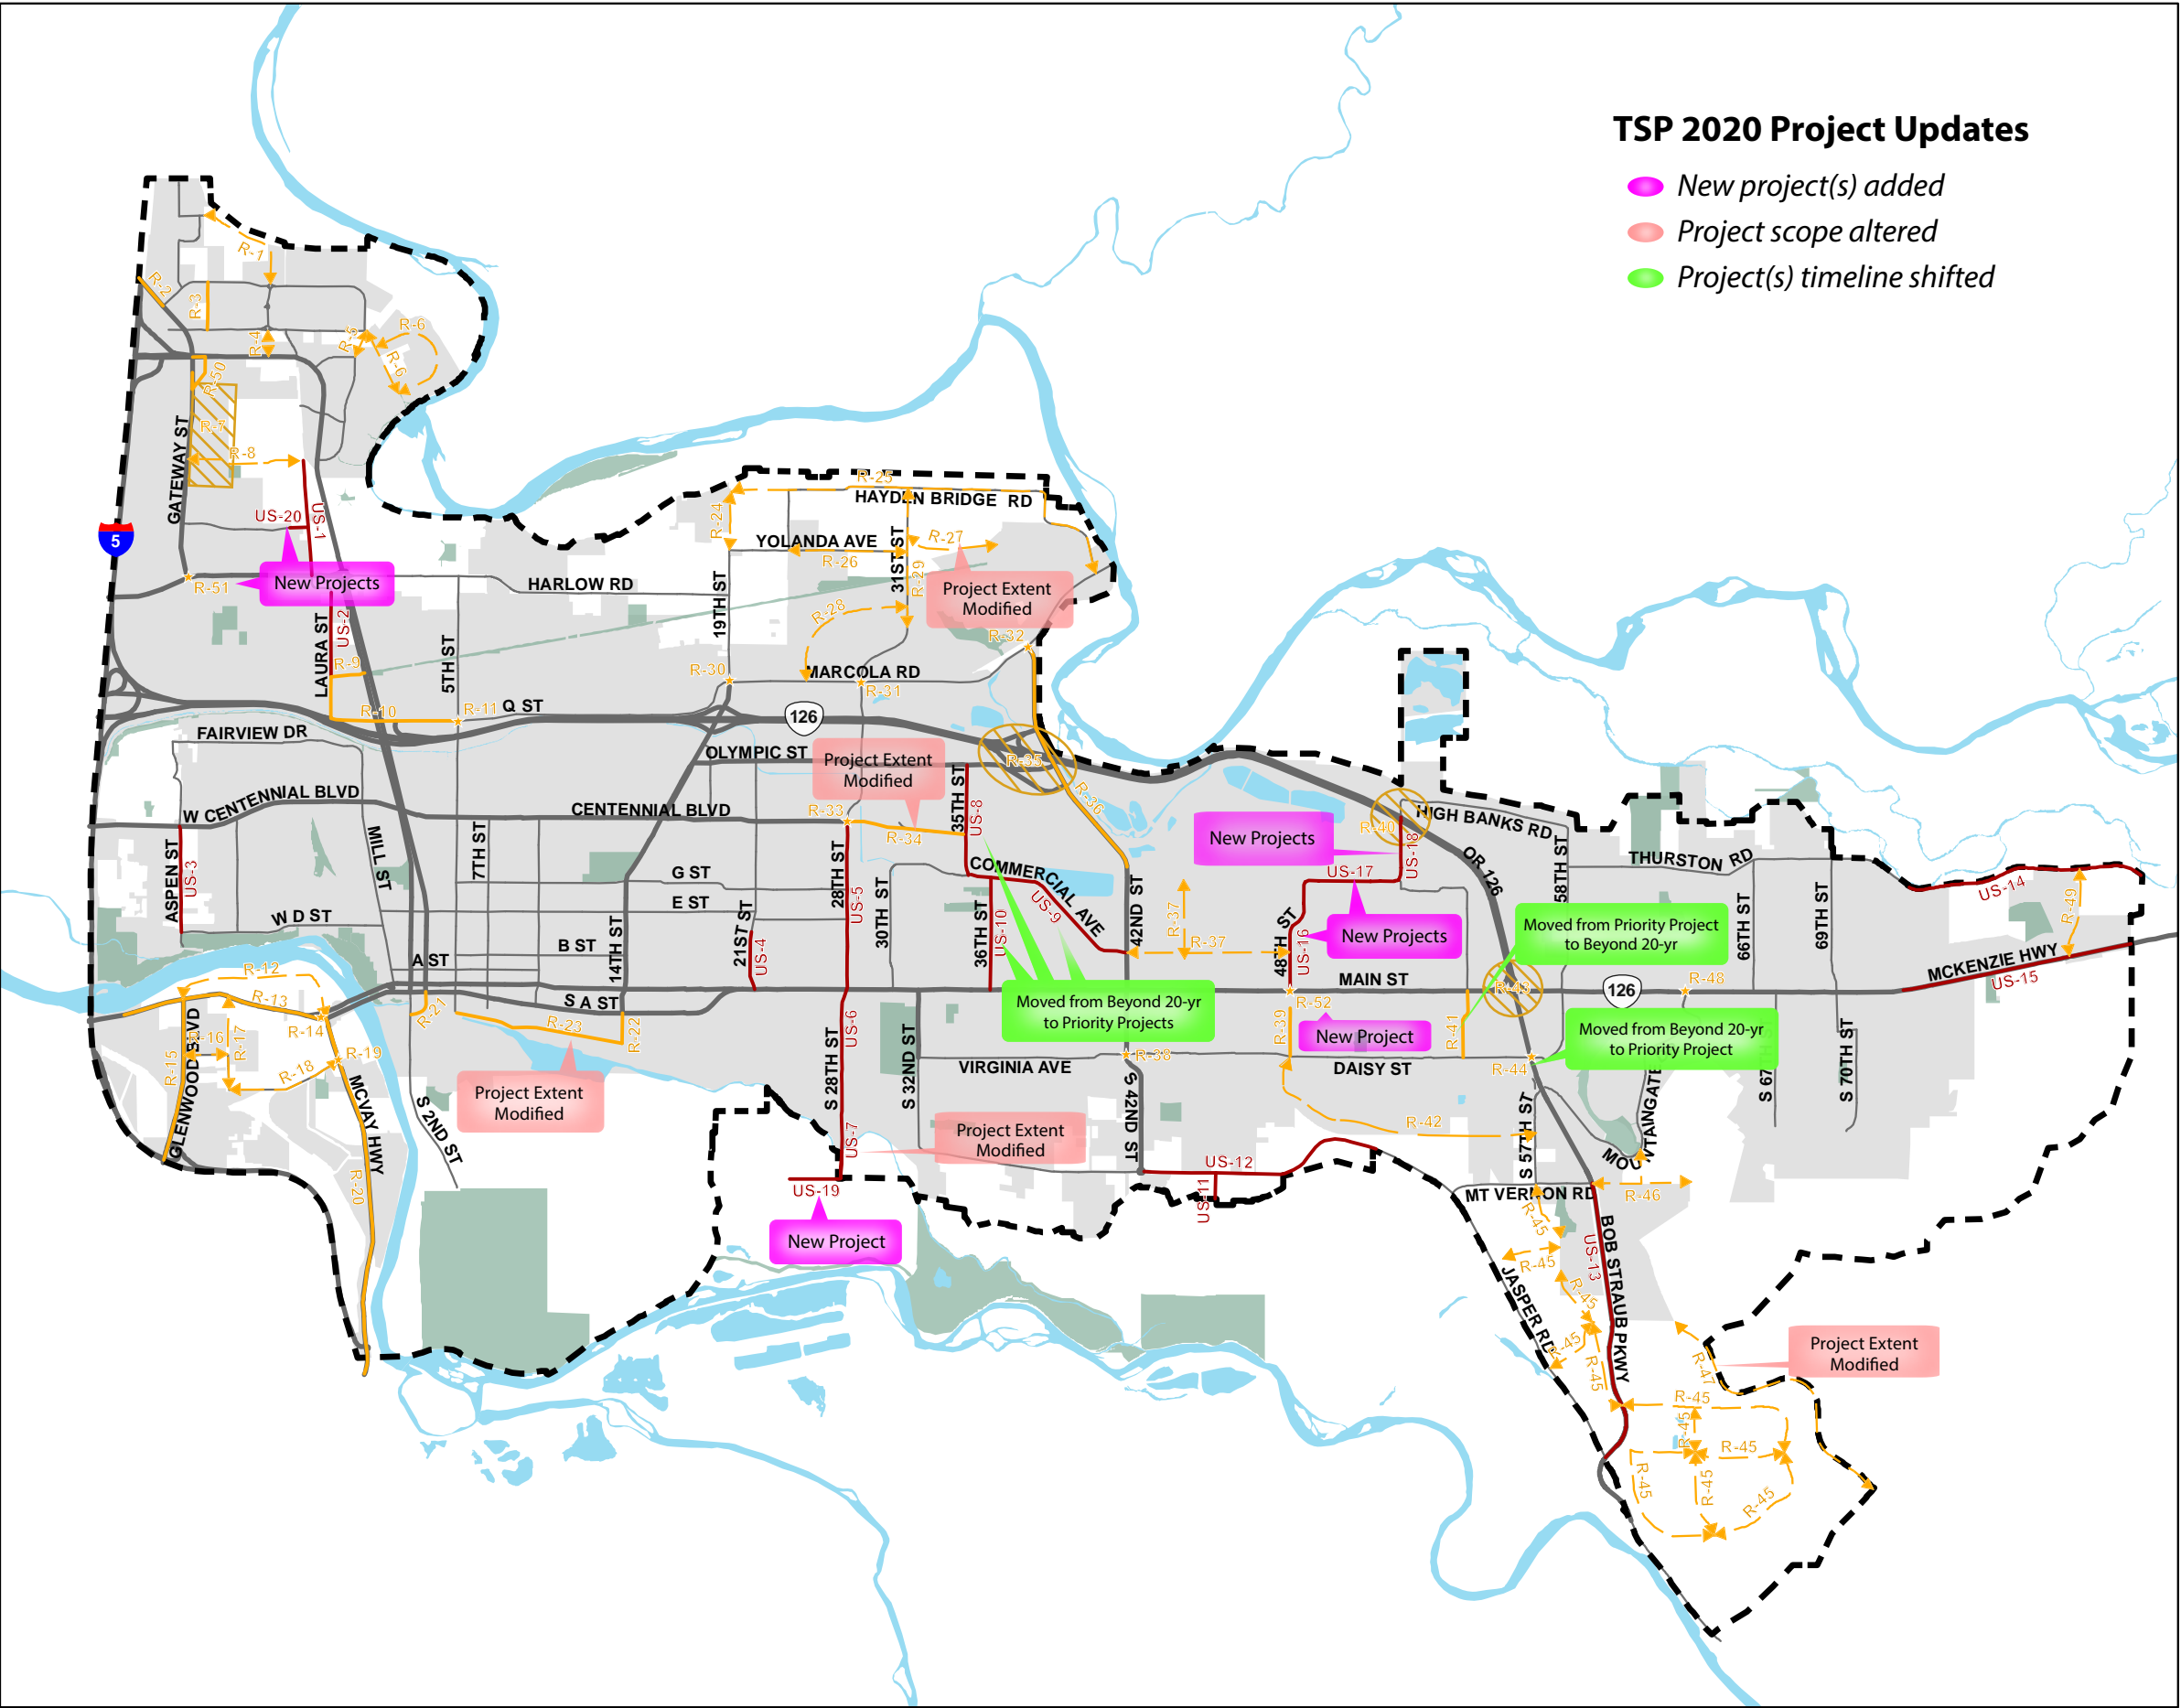 TSP 2020 Project Updates
New project(s) added
Project scope altered
Project(s) timeline shifted
R-1
R-2
R-3
R-4
R-5
R-6
R-6
R-50
R-7
R-8
GATEWAY ST
US-20
US-1
5
R-51
New Projects
HARLOW RD
LAURA ST
US-2
R-9
R-10
R-11
Q ST
5TH ST
19TH ST
R-24
R-25
HAYDEN BRIDGE RD
YOLANDA AVE
R-26
31ST ST
R-27
R-29
R-28
Project Extent
Modified
R-32
R-30
MARCOLA RD
R-31
126
FAIRVIEW DR
OLYMPIC ST
Project Extent
Modified
R-35
R-36
W CENTENNIAL BLVD
CENTENNIAL BLVD
R-33
R-34
35TH ST
US-8
New Projects
R-40
HIGH BANKS RD
US-18
OR 126
58TH ST
THURSTON RD
ASPEN ST
US-3
MILL ST
7TH ST
G ST
E ST
28TH ST
US-5
30TH ST
COMMERCIAL AVE
US-9
36TH ST
US-10
42ND ST
R-37
R-37
US-17
48TH ST
US-16
New Projects
Moved from Priority Project
to Beyond 20-yr
66TH ST
69TH ST
US-14
R-49
W D ST
B ST
A ST
14TH ST
21ST ST
US-4
MAIN ST
MCKENZIE HWY
US-15
R-12
R-13
R-14
S A ST
R-21
R-23
R-22
Moved from Beyond 20-yr
to Priority Projects
R-52
R-43
126
R-48
GLENWOOD BLVD
R-15
R-16
R-17
R-18
R-19
MCVAY HWY
R-20
S 2ND ST
Project Extent
Modified
S 28TH ST
US-6
US-7
S 32ND ST
VIRGINIA AVE
R-38
S 42ND ST
R-39
New Project
R-41
DAISY ST
R-44
Moved from Beyond 20-yr
to Priority Project
S 70TH ST
Project Extent
Modified
R-42
S 57TH ST
US-19
New Project
US-12
US-11
MT VERNON RD
R-46
R-45
R-45
R-45
R-45
R-45
JASPER RD
US-13
BOB STRAUB PKWY
R-47
Project Extent
Modified
R-45
R-45
R-45
R-45
R-45
R-45